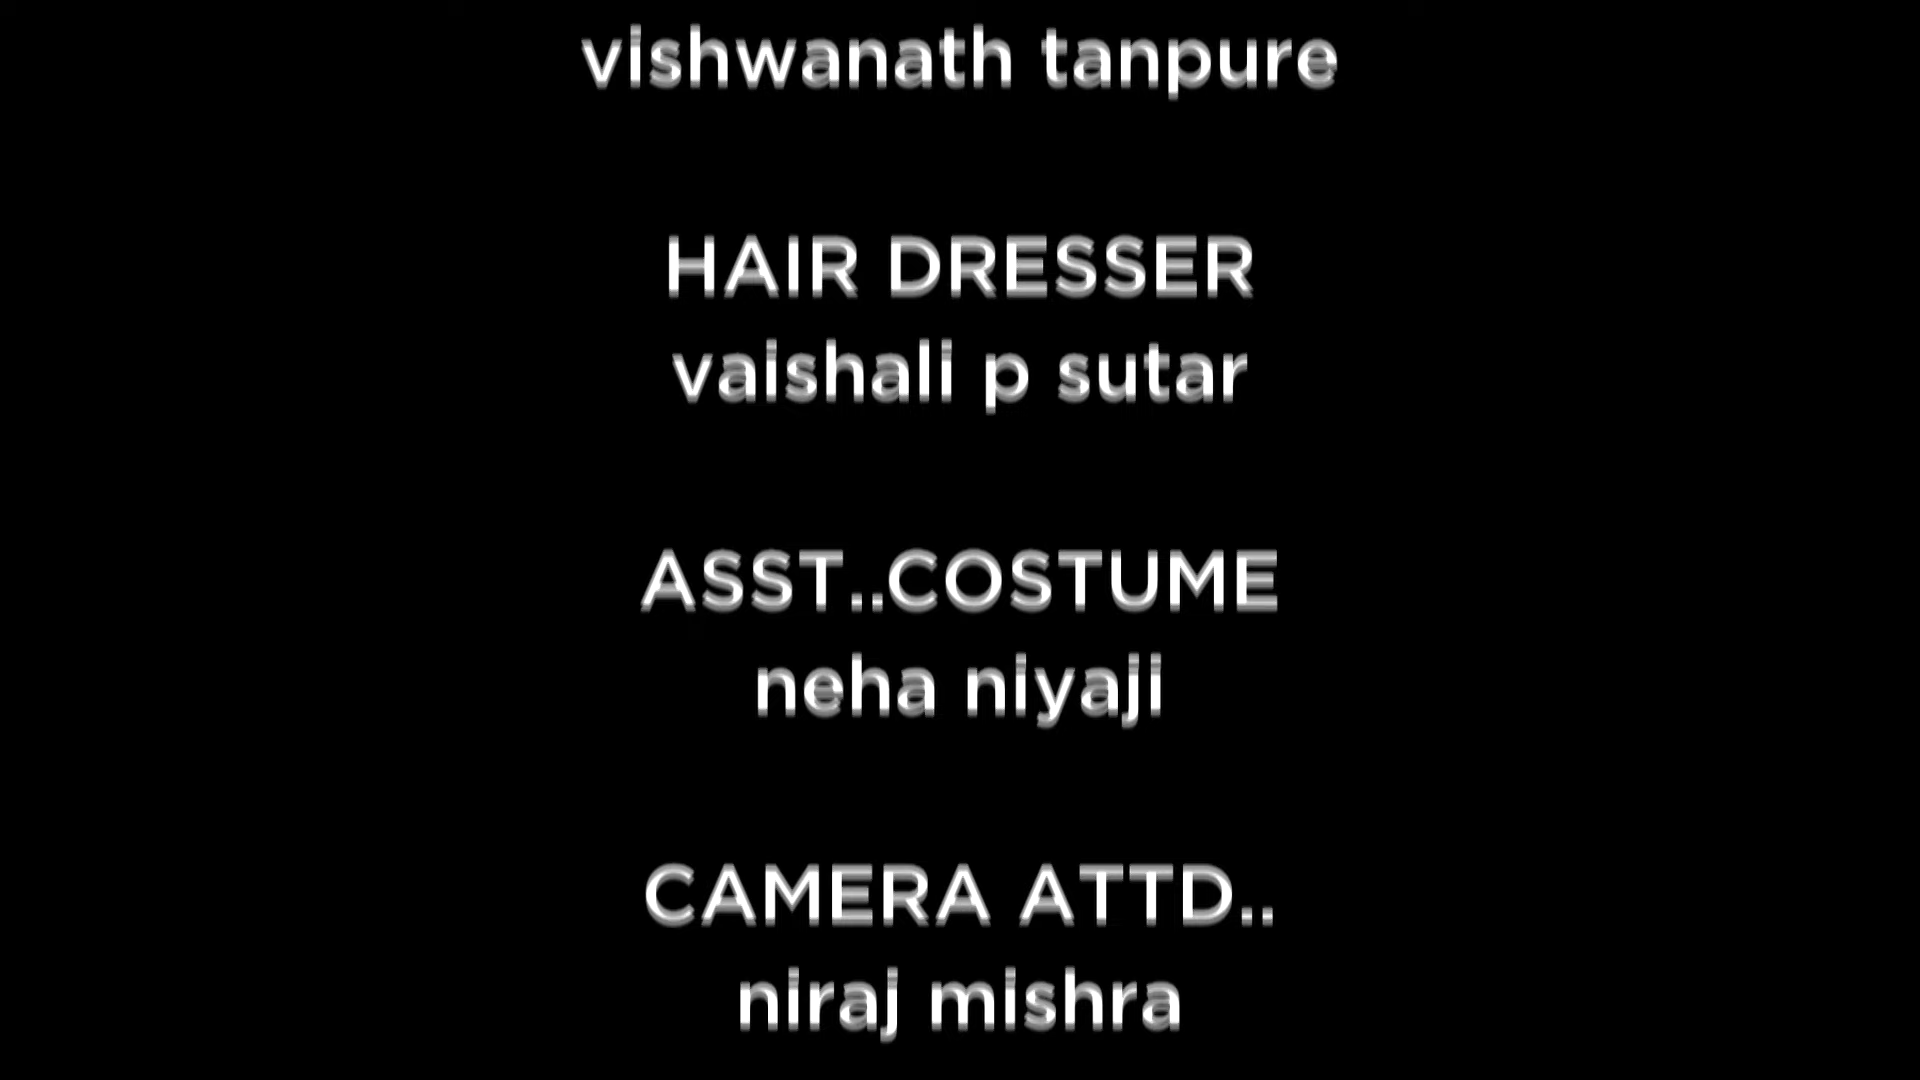 vishwanath tanpure
HAIR DRESSER
vaishali p sutar
ASST..COSTUME
neha niyaji
CAMERA ATTD..
niraj mishra